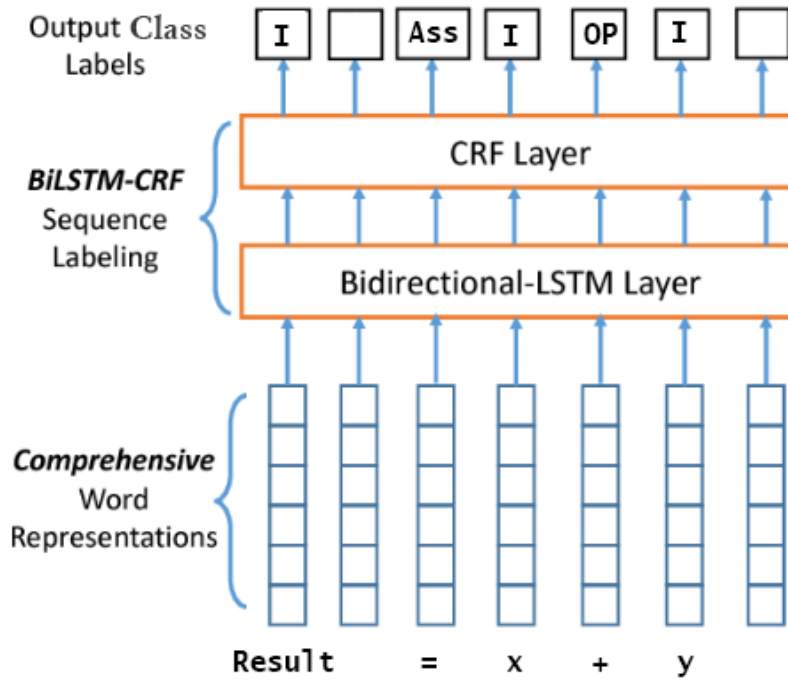 Output Class
Labels
I Ass I OP I
CRF Layer
BiLSTM-CRF
Sequence
Labeling
Bidirectional-LSTM Layer
Comprehensive
Word
Representations
Result = x + y